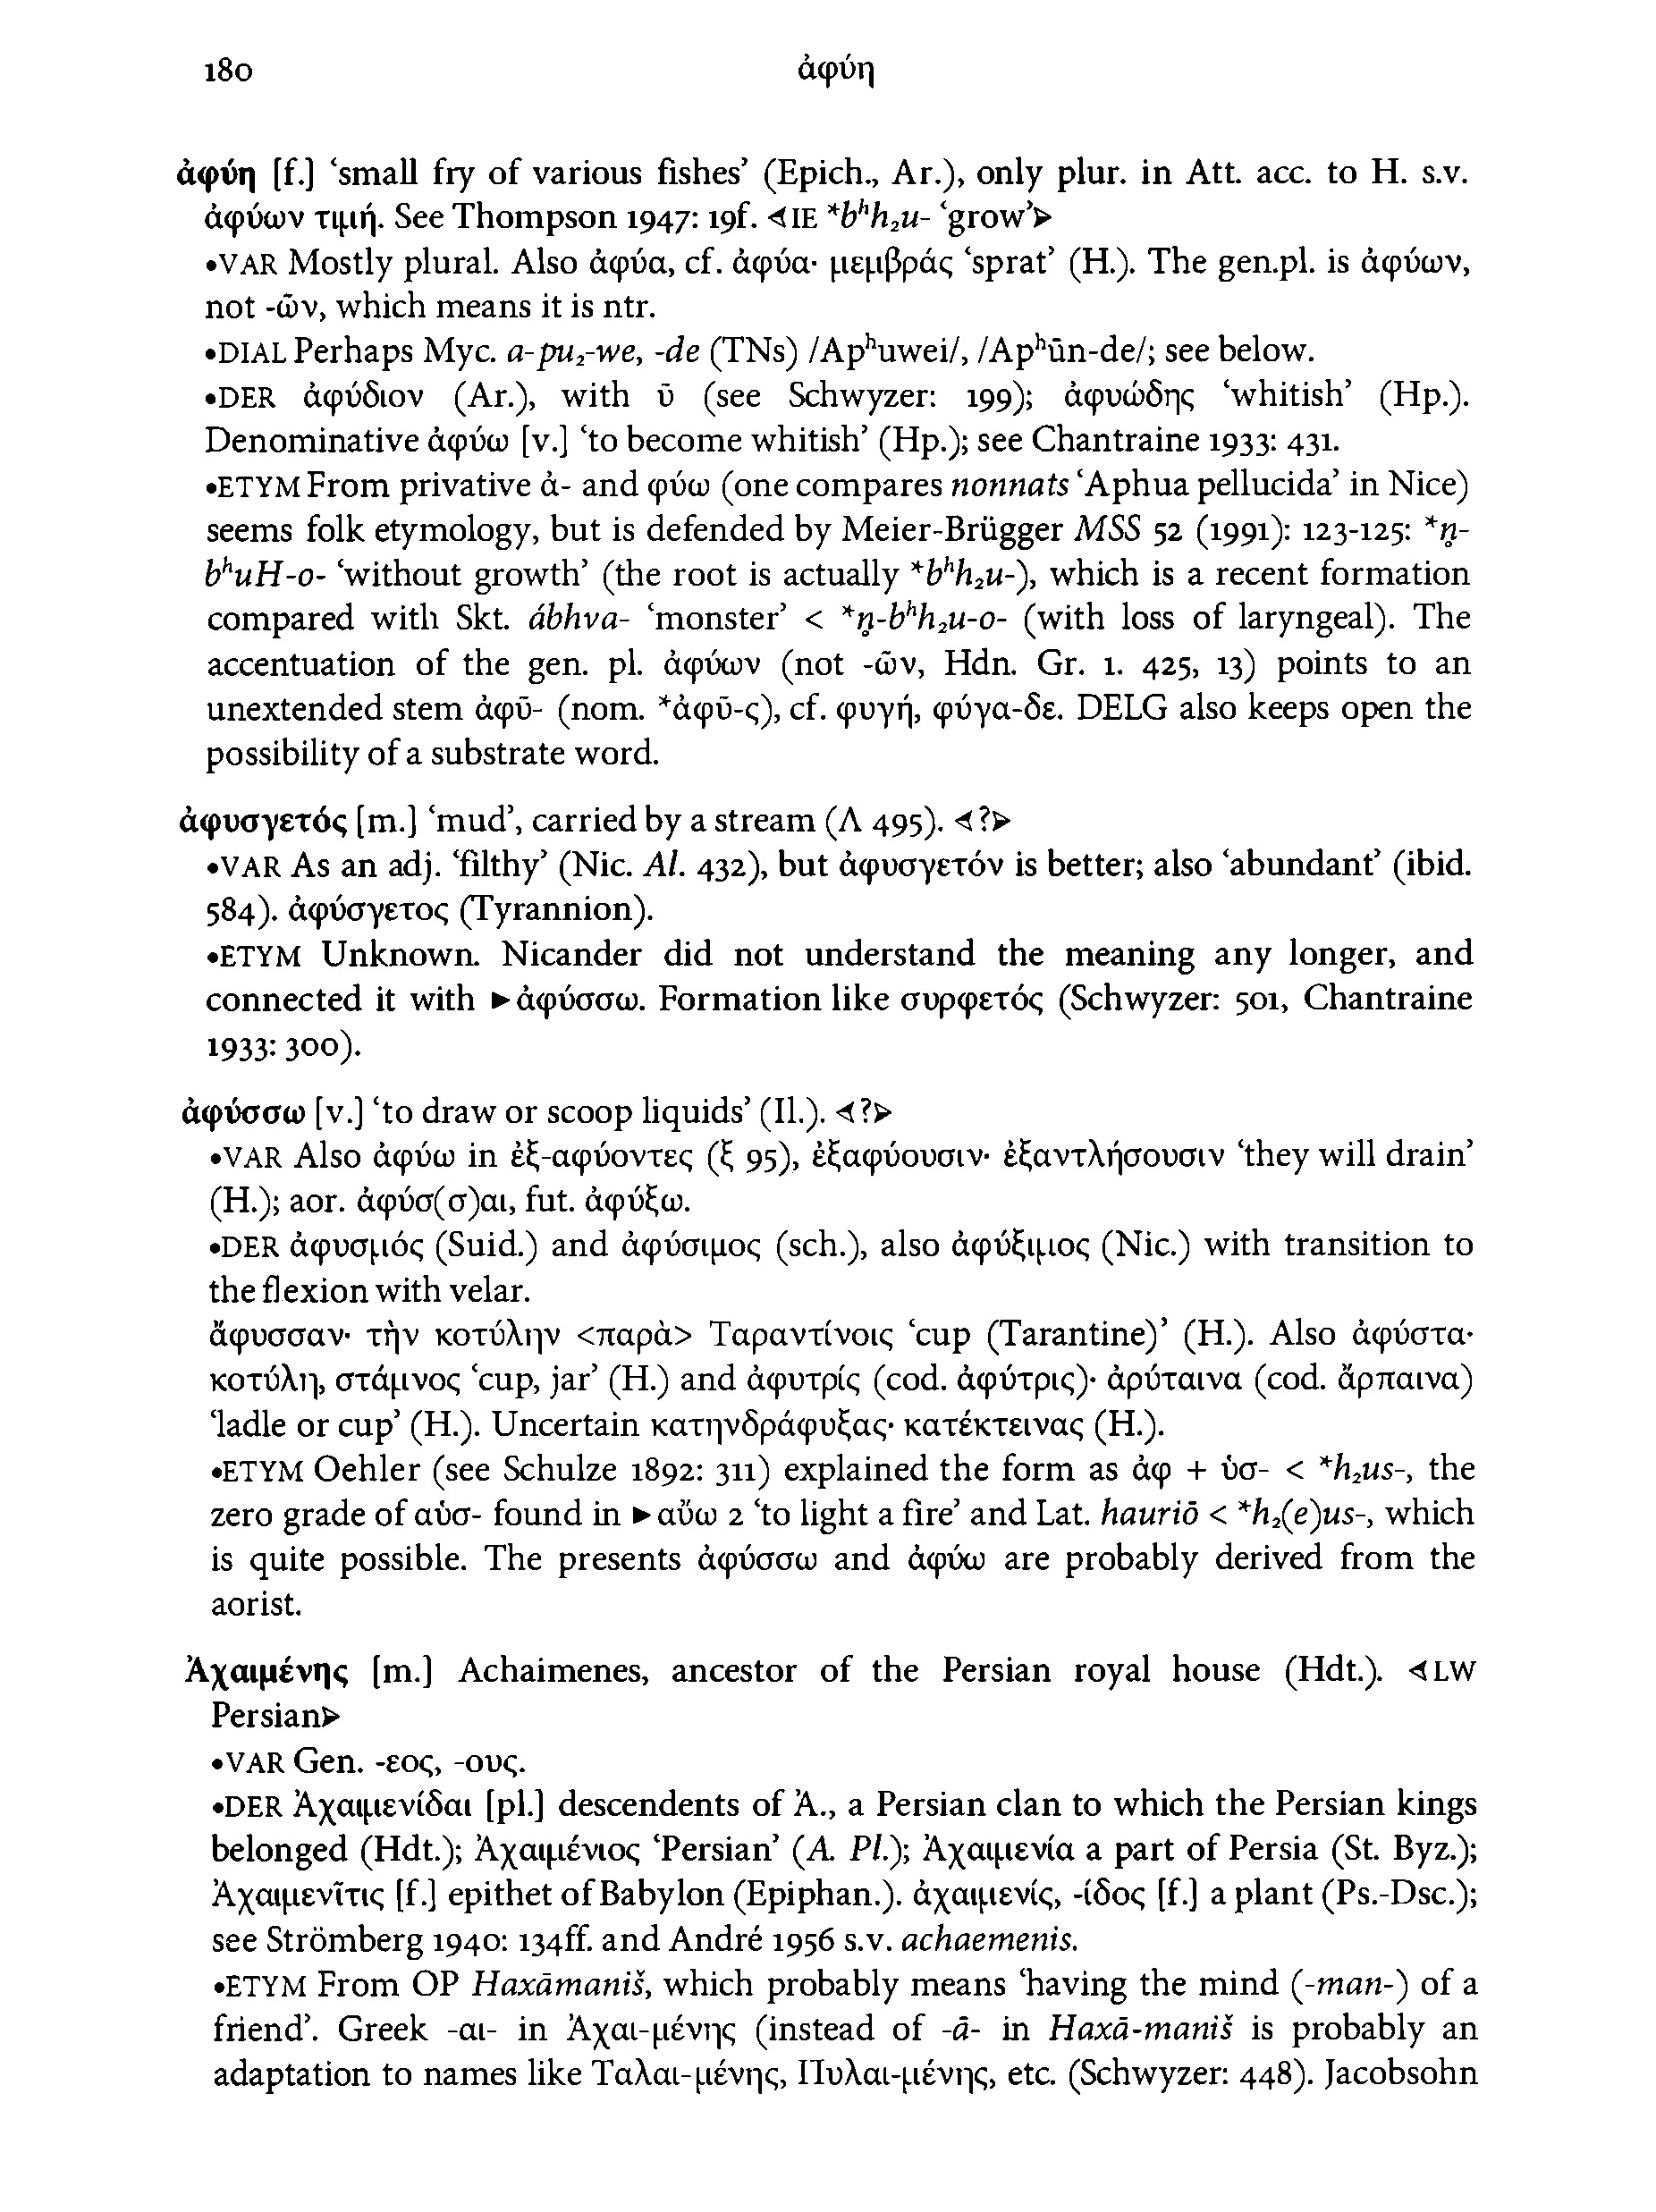 180 ἀφύη
ἀφύη [f.] ‘small fry of various fishes’ (Epich., Ar.), only plur. in Att. acc. to H. s.v.
ἀφύων τιμή. See Thompson 1947: 19f. ◁IE *bʰh₂u- ‘grow’▷
•VAR Mostly plural. Also ἀφύα, cf. ἀφύα· μεμβράς ‘sprat’ (H.). The gen.pl. is ἀφύων,
not -ῶν, which means it is ntr.
•DIAL Perhaps Myc. a-pu₂-we, -de (TNs) /Apʰuwei/, /Apʰūn-de/; see below.
•DER ἀφύδιον (Ar.), with ῡ (see Schwyzer: 199); ἀφυώδης ‘whitish’ (Hp.).
Denominative ἀφύω [v.] ‘to become whitish’ (Hp.); see Chantraine 1933: 431.
•ETYM From privative ἀ- and φύω (one compares nonnats ‘Aphua pellucida’ in Nice)
seems folk etymology, but is defended by Meier-Brügger MSS 52 (1991): 123-125: *n̥-
bʰuH-o- ‘without growth’ (the root is actually *bʰh₂u-), which is a recent formation
compared with Skt. ábhva- ‘monster’ < *n̥-bʰh₂u-o- (with loss of laryngeal). The
accentuation of the gen. pl. ἀφύων (not -ῶν, Hdn. Gr. 1. 425, 13) points to an
unextended stem ἀφῡ- (nom. *ἀφῡ-ς), cf. φυγή, φύγα-δε. DELG also keeps open the
possibility of a substrate word.
ἀφυσγετός [m.] ‘mud’, carried by a stream (Λ 495). ◁?▷
•VAR As an adj. ‘filthy’ (Nic. Al. 432), but ἀφυσγετόν is better; also ‘abundant’ (ibid.
584). ἀφύσγετος (Tyrannion).
•ETYM Unknown. Nicander did not understand the meaning any longer, and
connected it with ►ἀφύσσω. Formation like συρφετός (Schwyzer: 501, Chantraine
1933: 300).
ἀφύσσω [v.] ‘to draw or scoop liquids’ (Il.). ◁?▷
•VAR Also ἀφύω in ἐξ-αφύοντες (ξ 95), ἐξαφύουσιν· ἐξαντλήσουσιν ‘they will drain’
(H.); aor. ἀφύσ(σ)αι, fut. ἀφύξω.
•DER ἀφυσμός (Suid.) and ἀφύσιμος (sch.), also ἀφύξιμος (Nic.) with transition to
the flexion with velar.
ἄφυσσαν· τὴν κοτύλην <παρὰ> Ταραντίνοις ‘cup (Tarantine)’ (H.). Also ἀφύστα·
κοτύλη, στάμνος ‘cup, jar’ (H.) and ἀφυτρίς (cod. ἀφύτρις)· ἀρύταινα (cod. ἄρπαινα)
‘ladle or cup’ (H.). Uncertain κατηνδράφυξας· κατέκτεινας (H.).
•ETYM Oehler (see Schulze 1892: 311) explained the form as ἀφ + ὑσ- < *h₂us-, the
zero grade of αὐσ- found in ►αὔω 2 ‘to light a fire’ and Lat. hauriō < *h₂(e)us-, which
is quite possible. The presents ἀφύσσω and ἀφύω are probably derived from the
aorist.
Ἀχαιμένης [m.] Achaimenes, ancestor of the Persian royal house (Hdt.). ◁LW
Persian▷
•VAR Gen. -εος, -ους.
•DER Ἀχαιμενίδαι [pl.] descendents of Ἀ., a Persian clan to which the Persian kings
belonged (Hdt.); Ἀχαιμένιος ‘Persian’ (A. Pl.); Ἀχαιμενία a part of Persia (St. Byz.);
Ἀχαιμενῖτις [f.] epithet of Babylon (Epiphan.). ἀχαιμενίς, -ίδος [f.] a plant (Ps.-Dsc.);
see Strömberg 1940: 134ff. and André 1956 s.v. achaemenis.
•ETYM From OP Haxāmaniš, which probably means ‘having the mind (-man-) of a
friend’. Greek -αι- in Ἀχαι-μένης (instead of -ā- in Haxā-maniš is probably an
adaptation to names like Ταλαι-μένης, Πυλαι-μένης, etc. (Schwyzer: 448). Jacobsohn